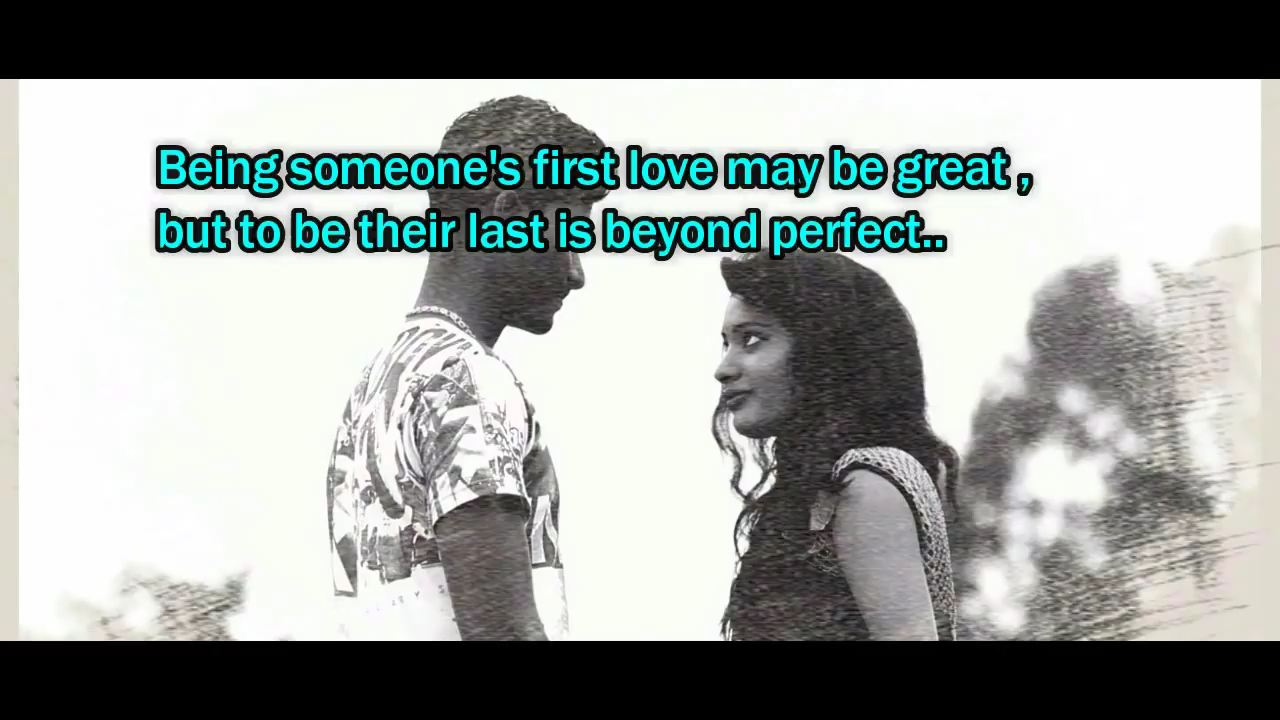 Being someone's first love may be great ,
but to be their last is beyond perfect..